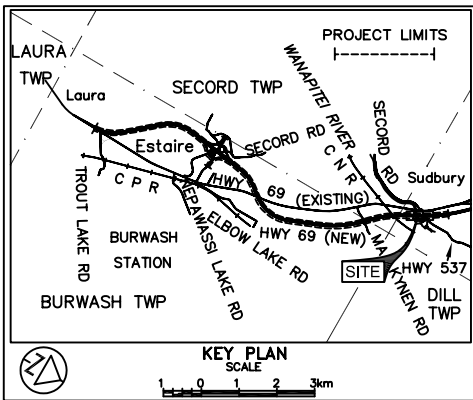 PROJECT LIMITS
LAURA
TWP
Laura
SECOND TWP
Estaire
SECORD RD
WANAPITEI RIVER
C N R
SECORD RD
Sudbury
TROUT LAKE RD
C P R
HWY 69 (EXISTING)
HWY 69 (NEW)
NEPAWASSI LAKE RD
ELBOW LAKE RD
BURWASH
STATION
MAKYNEN RD
SITE
HWY 537
DILL
TWP
BURWASH TWP
N
KEY PLAN
SCALE
1 0 1 2 3km